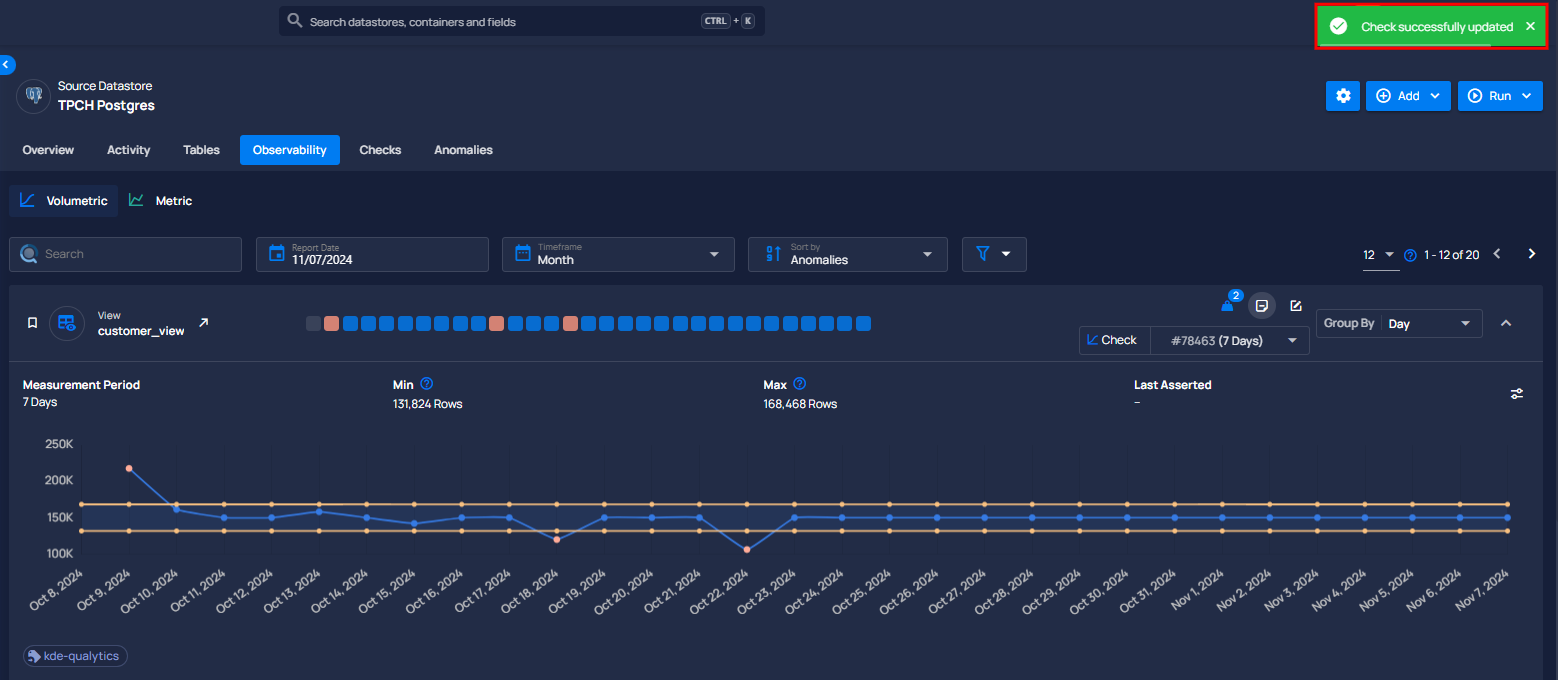 Search datastores, containers and fields CTRL + K
Check successfully updated
Source Datastore
TPCH Postgres
Add
Run
Overview Activity Tables Observability Checks Anomalies
Volumetric Metric
Search
Report Date
11/07/2024
Timeframe
Month
Sort by
Anomalies
12 1 - 12 of 20
View
customer_view
2
Check #78463 (7 Days)
Group By Day
Measurement Period
7 Days
Min
131,824 Rows
Max
168,468 Rows
Last Asserted
–
250K
200K
150K
100K
Oct 8, 2024
Oct 9, 2024
Oct 10, 2024
Oct 11, 2024
Oct 12, 2024
Oct 13, 2024
Oct 14, 2024
Oct 15, 2024
Oct 16, 2024
Oct 17, 2024
Oct 18, 2024
Oct 19, 2024
Oct 20, 2024
Oct 21, 2024
Oct 22, 2024
Oct 23, 2024
Oct 24, 2024
Oct 25, 2024
Oct 26, 2024
Oct 27, 2024
Oct 28, 2024
Oct 29, 2024
Oct 30, 2024
Oct 31, 2024
Nov 1, 2024
Nov 2, 2024
Nov 3, 2024
Nov 4, 2024
Nov 5, 2024
Nov 6, 2024
Nov 7, 2024
kde-qualytics